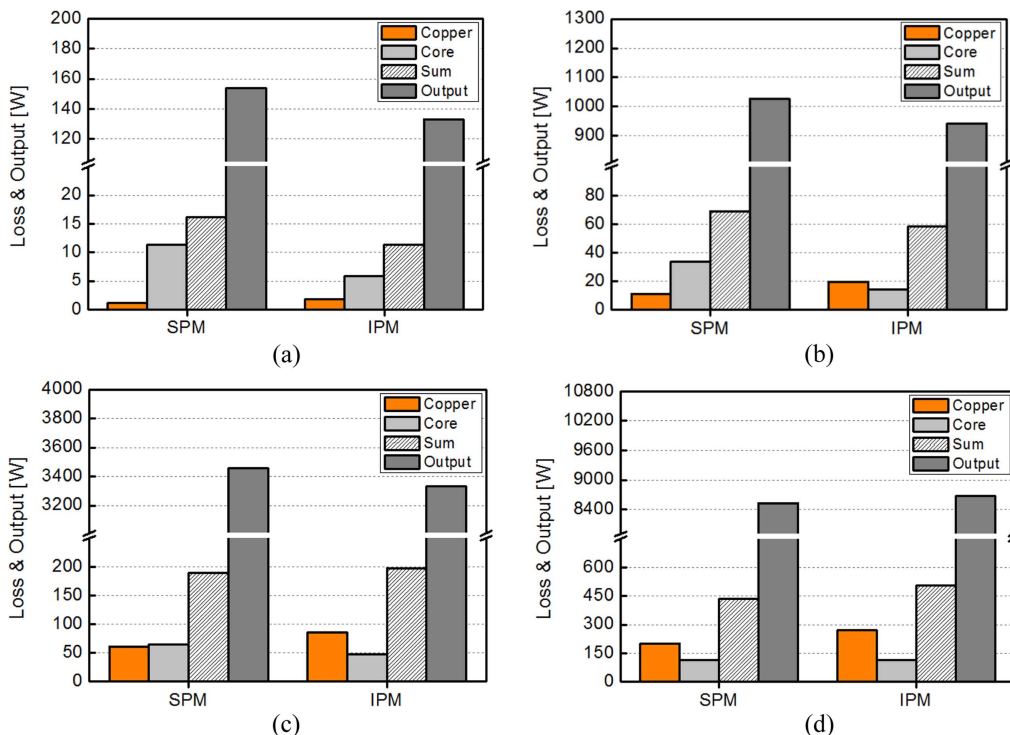 Loss & Output [W]
200
180
160
140
120
20
15
10
5
0
Copper
Core
Sum
Output
SPM
IPM
(a)
Loss & Output [W]
1300
1200
1100
1000
900
80
60
40
20
0
Copper
Core
Sum
Output
SPM
IPM
(b)
Loss & Output [W]
4000
3800
3600
3400
3200
200
150
100
50
0
Copper
Core
Sum
Output
SPM
IPM
(c)
Loss & Output [W]
10800
10200
9600
9000
8400
600
450
300
150
0
Copper
Core
Sum
Output
SPM
IPM
(d)